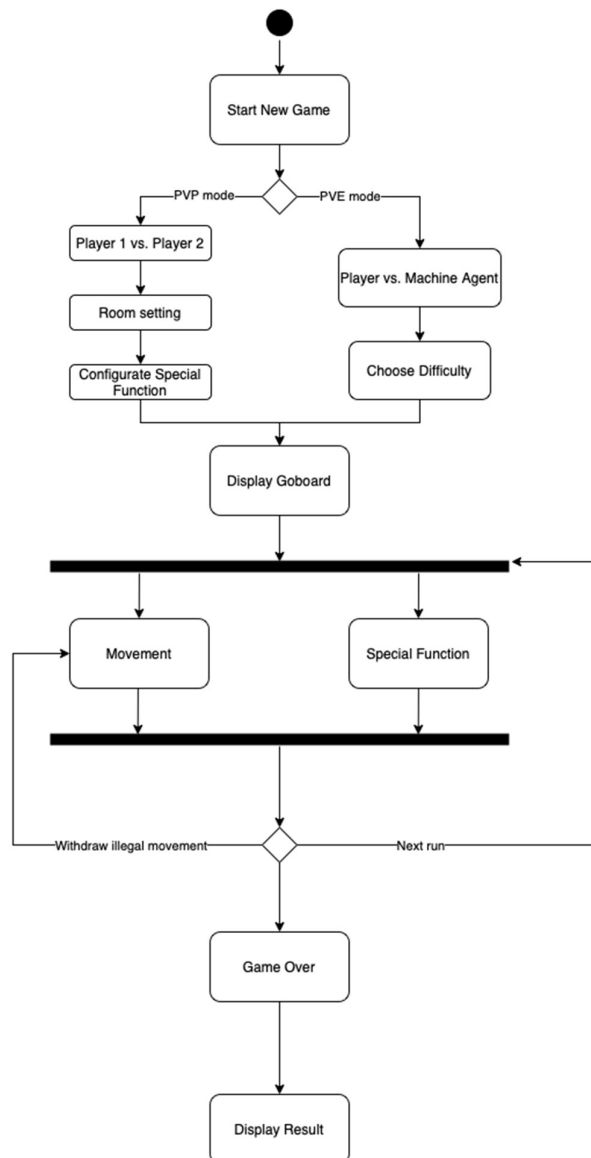 Start New Game
PVP mode
PVE mode
Player 1 vs. Player 2
Player vs. Machine Agent
Room setting
Choose Difficulty
Configurate Special
Function
Display Goboard
Movement
Special Function
Withdraw illegal movement
Next run
Game Over
Display Result